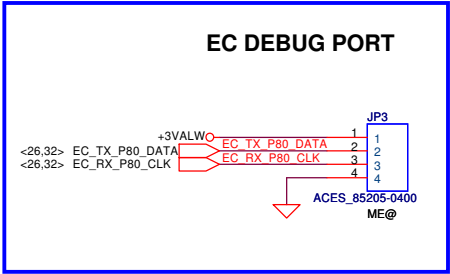 EC DEBUG PORT
JP3
+3VALW 1 1
<26,32> EC_TX_P80_DATA EC_TX_P80_DATA 2 2
<26,32> EC_RX_P80_CLK EC_RX_P80_CLK 3 3
4 4
ACES_85205-0400
ME@